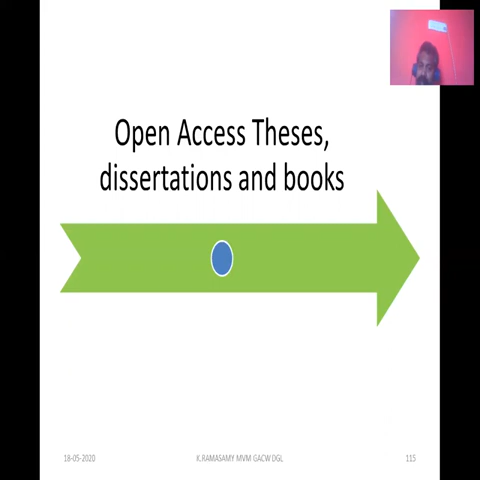 Open Access Theses,
dissertations and books
18-05-2020
K.RAMASAMY MVM GACW DGL
115